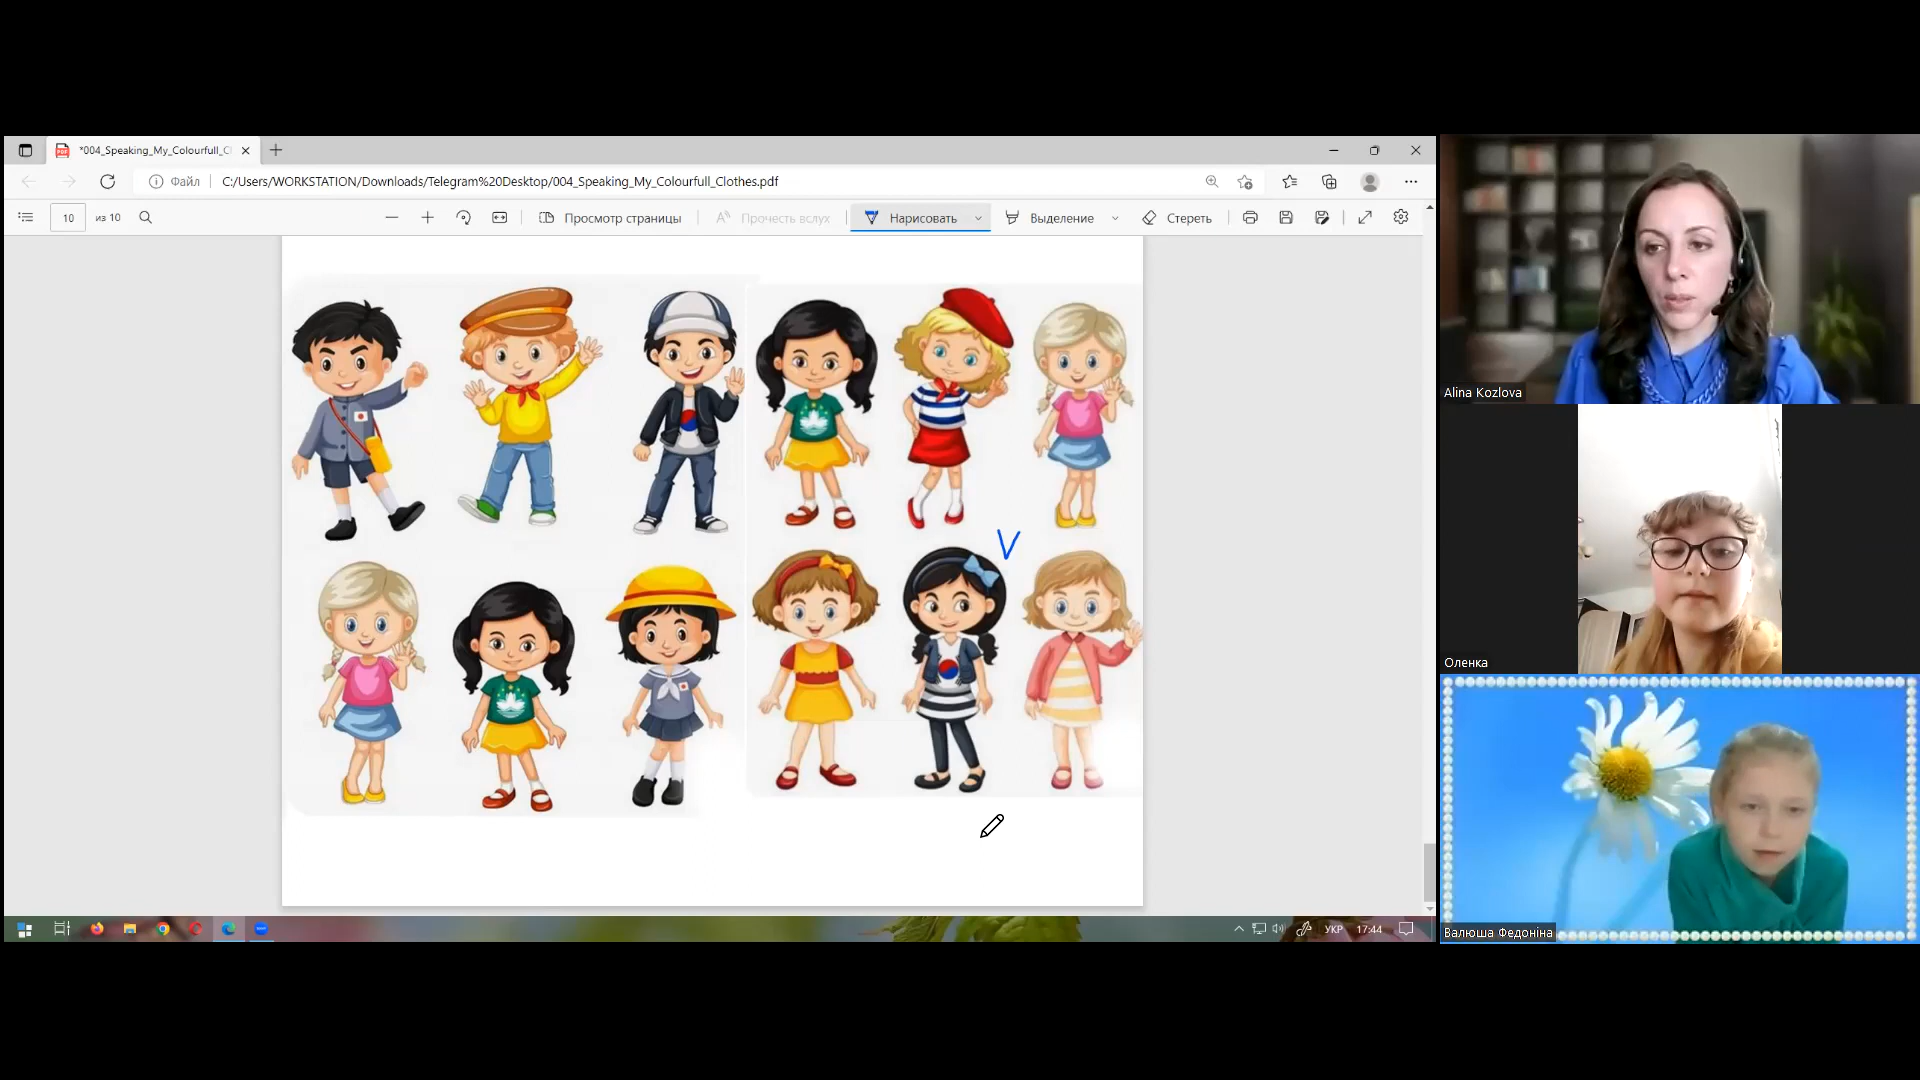 *004_Speaking_My_Colourfull_C
Файл
C:/Users/WORKSTATION/Downloads/Telegram%20Desktop/004_Speaking_My_Colourfull_Clothes.pdf
10 из 10
Просмотр страницы
Прочесть вслух
Нарисовать
Выделение
Стереть
V
УКР
17:44
Alina Kozlova
Оленка
Валюша Федоніна